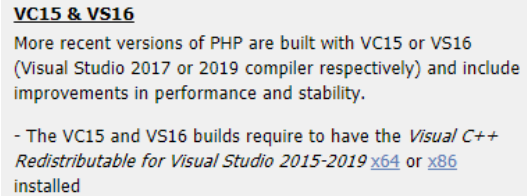 VC15 & VS16
More recent versions of PHP are built with VC15 or VS16
(Visual Studio 2017 or 2019 compiler respectively) and include
improvements in performance and stability.
- The VC15 and VS16 builds require to have the Visual C++
Redistributable for Visual Studio 2015-2019 x64 or x86
installed